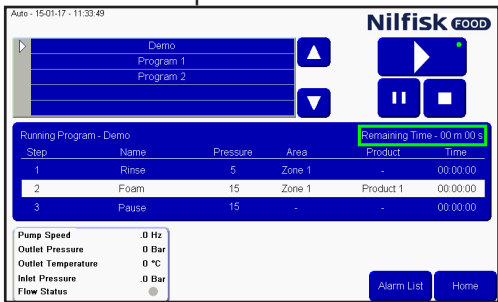 Auto - 15-01-17 - 11:33:49
Nilfisk FOOD
Demo
Program 1
Program 2
Running Program - Demo Remaining Time - 00 m 00 s
Step Name Pressure Area Product Time
1 Rinse 5 Zone 1 - 00:00:00
2 Foam 15 Zone 1 Product 1 00:00:00
3 Pause 15 - - 00:00:00
Pump Speed .0 Hz
Outlet Pressure 0 Bar
Outlet Temperature 0 °C
Inlet Pressure .0 Bar
Flow Status
Alarm List Home